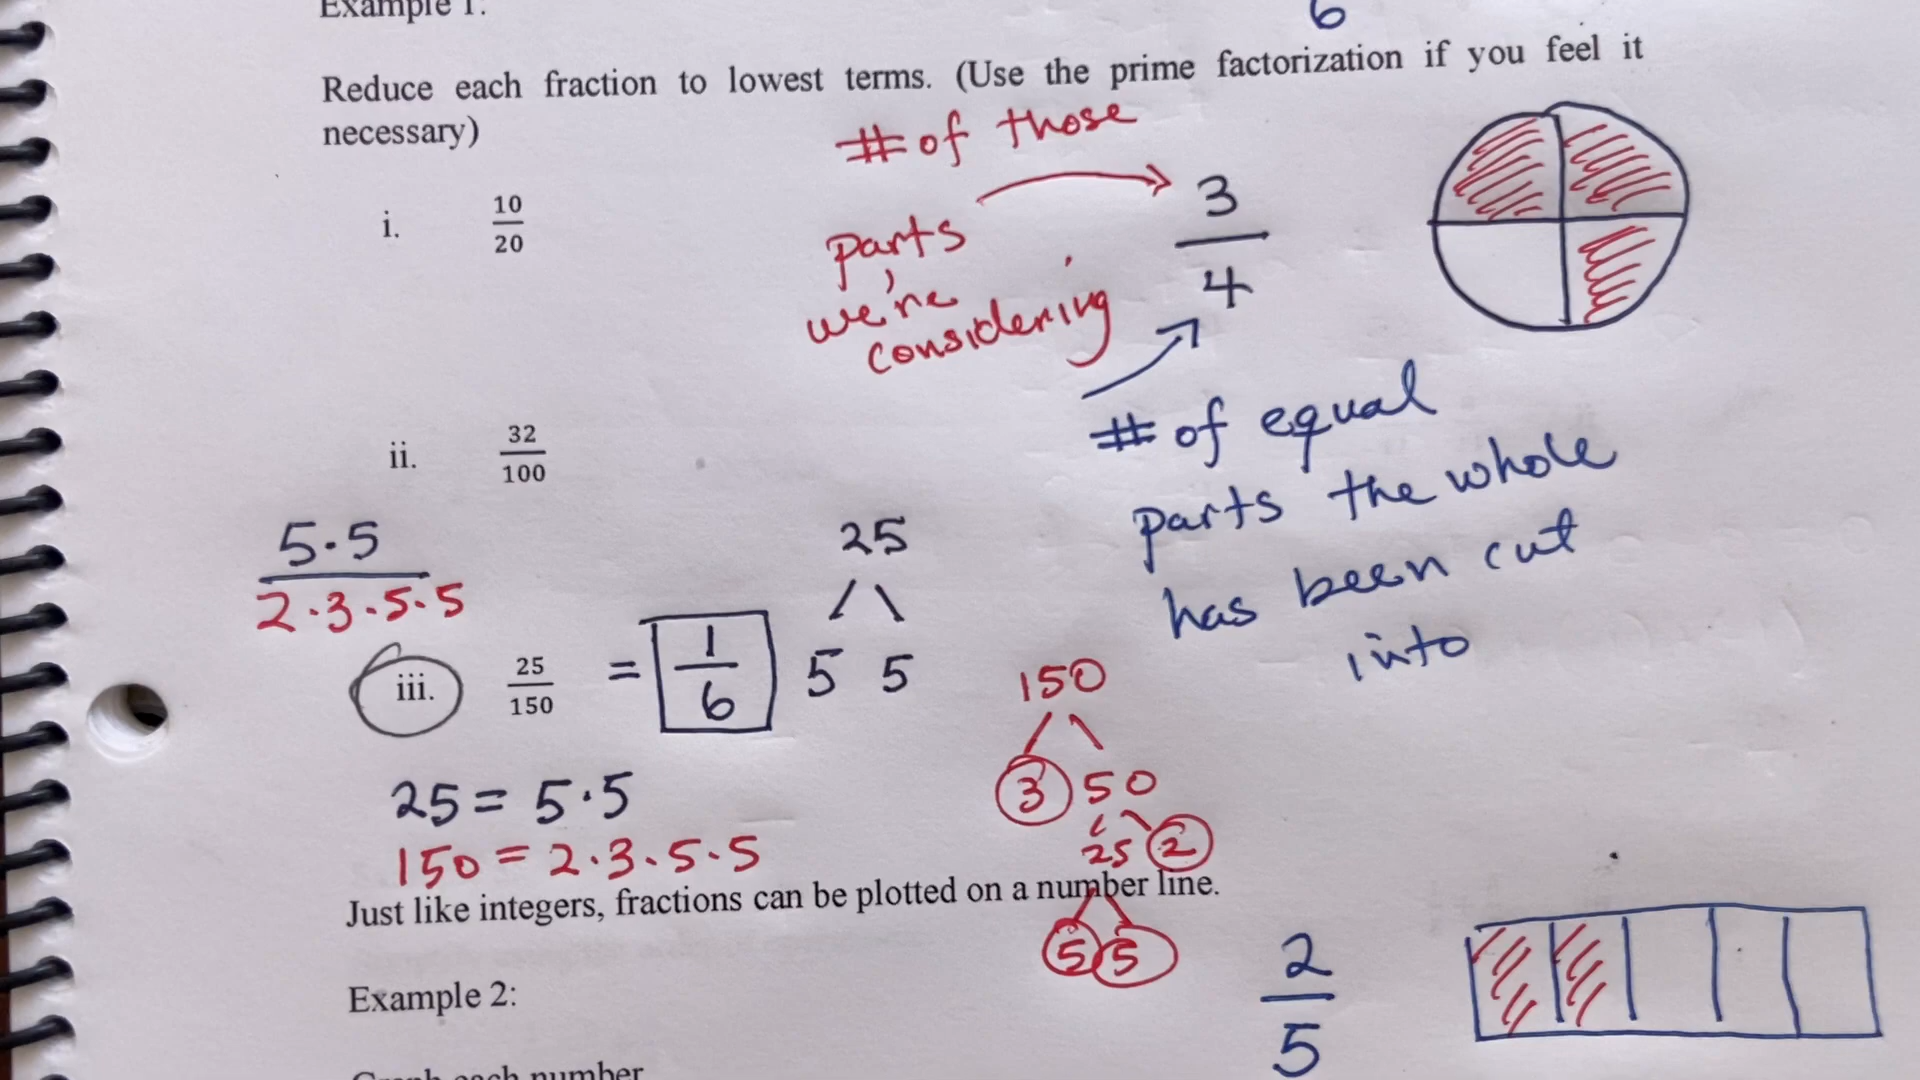 Example 1:
6
Reduce each fraction to lowest terms. (Use the prime factorization if you feel it
necessary)
# of those
parts
we're
considering
3
4
i. 10
20
# of equal
parts the whole
has been cut
into
ii. 32
100
5·5
2·3·5·5
25
5 5
iii. 25
150
= 1
6
150
3 50
25 2
5 5
25 = 5·5
150 = 2·3·5·5
Just like integers, fractions can be plotted on a number line.
2
5
Example 2:
Graph each number